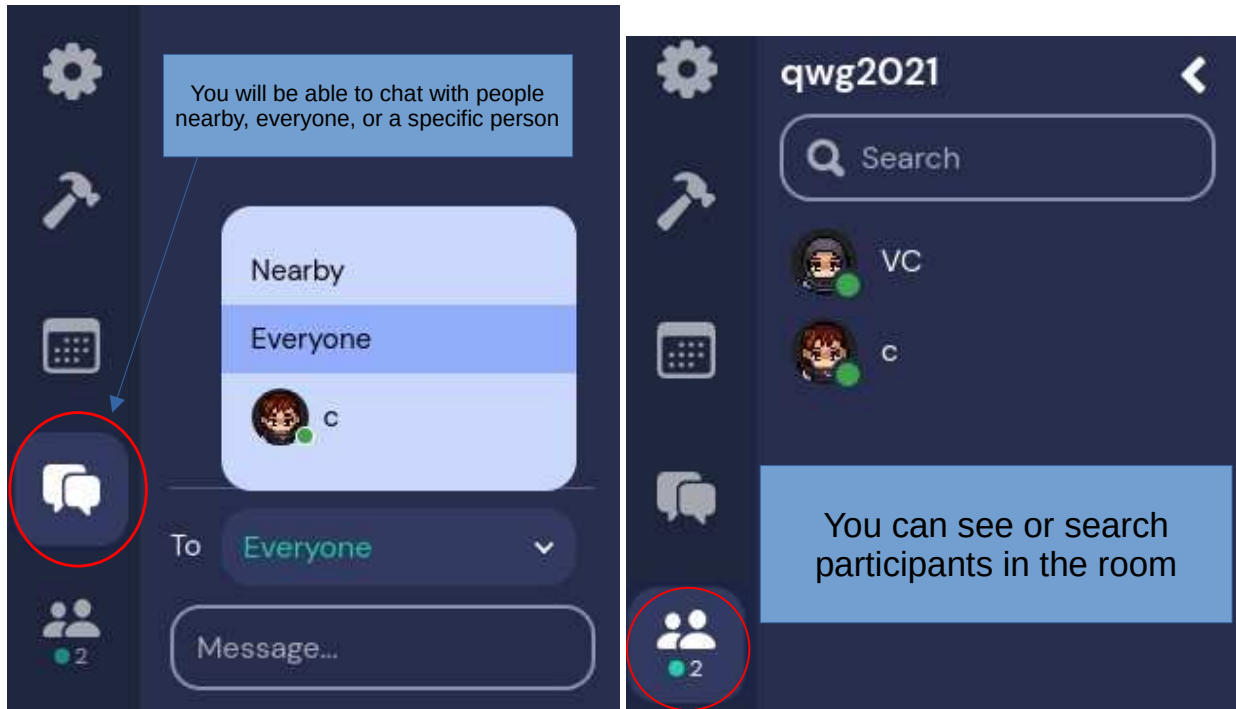 You will be able to chat with people
nearby, everyone, or a specific person
Nearby
Everyone
c
To Everyone
Message...
2
qwg2021
Search
VC
c
You can see or search
participants in the room
2